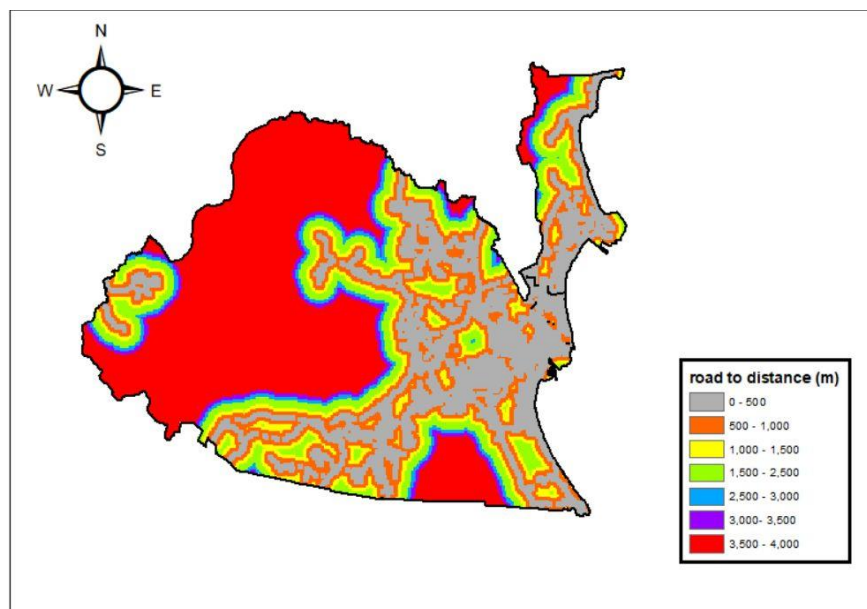 N
W E
S
road to distance (m)
0 - 500
500 - 1,000
1,000 - 1,500
1,500 - 2,500
2,500 - 3,000
3,000- 3,500
3,500 - 4,000